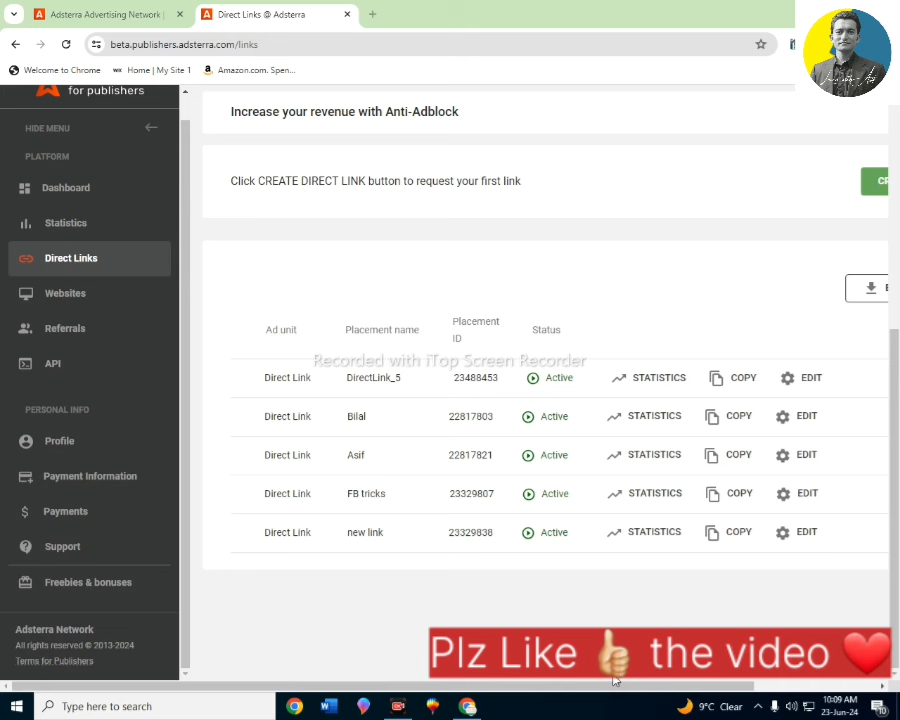 Adsterra Advertising Network |
Direct Links @ Adsterra
beta.publishers.adsterra.com/links
Welcome to Chrome
Home | My Site 1
Amazon.com. Spen...
for publishers
HIDE MENU
PLATFORM
Dashboard
Statistics
Direct Links
Websites
Referrals
API
PERSONAL INFO
Profile
Payment Information
Payments
Support
Freebies & bonuses
Adsterra Network
All rights reserved © 2013-2024
Terms for Publishers
Increase your revenue with Anti-Adblock
Click CREATE DIRECT LINK button to request your first link
Ad unit Placement name Placement ID Status
Recorded with iTop Screen Recorder
Direct Link DirectLink_5 23488453 Active STATISTICS COPY EDIT
Direct Link Bilal 22817803 Active STATISTICS COPY EDIT
Direct Link Asif 22817821 Active STATISTICS COPY EDIT
Direct Link FB tricks 23329807 Active STATISTICS COPY EDIT
Direct Link new link 23329838 Active STATISTICS COPY EDIT
Plz Like 👍 the video ❤️
Type here to search
9°C Clear
10:09 AM
23-Jun-24
10